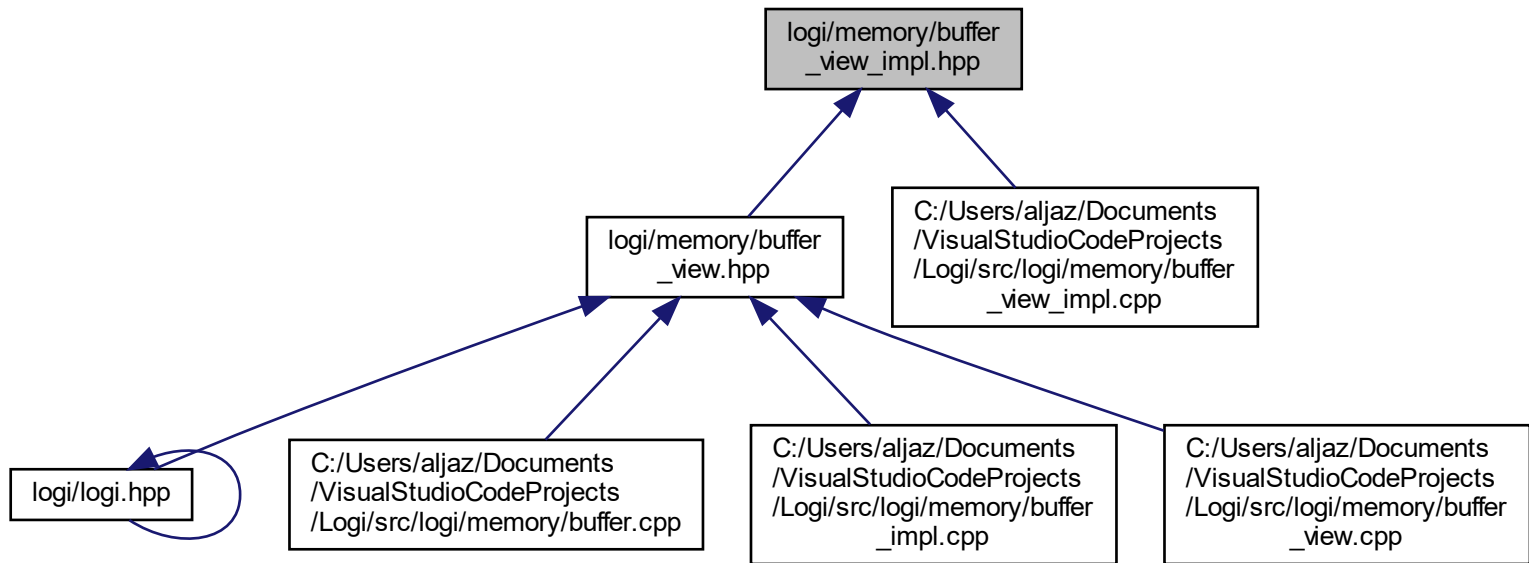 logi/memory/buffer
_view_impl.hpp
logi/memory/buffer
_view.hpp
C:/Users/aljaz/Documents
/VisualStudioCodeProjects
/Logi/src/logi/memory/buffer
_view_impl.cpp
logi/logi.hpp
C:/Users/aljaz/Documents
/VisualStudioCodeProjects
/Logi/src/logi/memory/buffer.cpp
C:/Users/aljaz/Documents
/VisualStudioCodeProjects
/Logi/src/logi/memory/buffer
_impl.cpp
C:/Users/aljaz/Documents
/VisualStudioCodeProjects
/Logi/src/logi/memory/buffer
_view.cpp